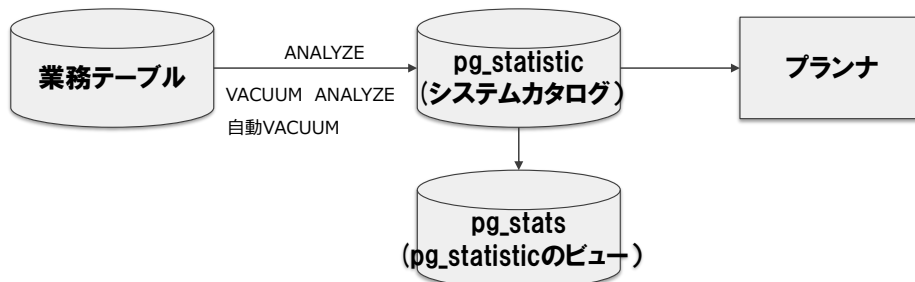 業務テーブル
ANALYZE
VACUUM ANALYZE
自動VACUUM
pg_statistic
(システムカタログ)
プランナ
pg_stats
(pg_statisticのビュー)